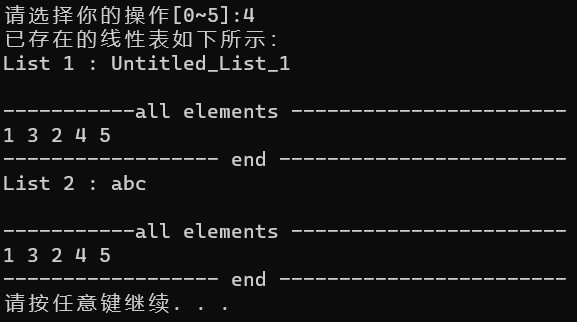 请选择你的操作[0~5]:4
已存在的线性表如下所示:
List 1 : Untitled_List_1
-----------all elements -----------------------
1 3 2 4 5
------------------ end ------------------------
List 2 : abc
-----------all elements -----------------------
1 3 2 4 5
------------------ end ------------------------
请按任意键继续. . .